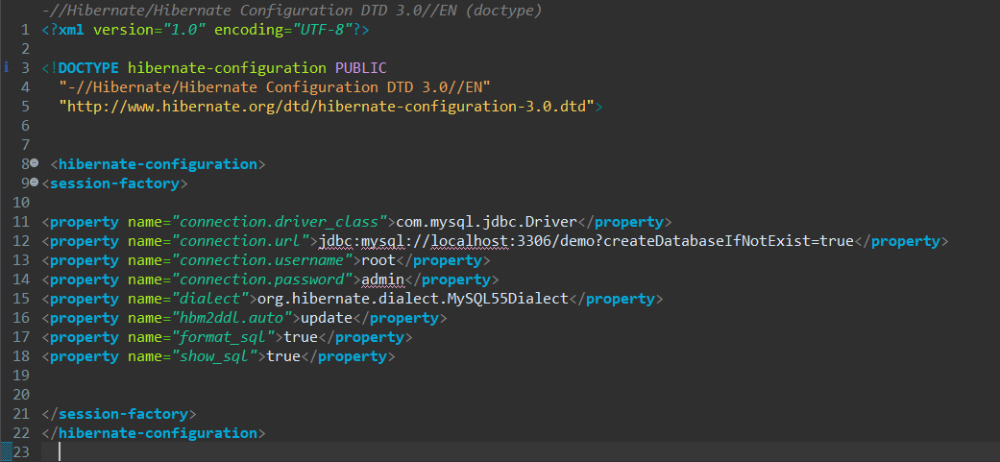 -//Hibernate/Hibernate Configuration DTD 3.0//EN (doctype)
1 <?xml version="1.0" encoding="UTF-8"?>
2
3 <!DOCTYPE hibernate-configuration PUBLIC
4 "-//Hibernate/Hibernate Configuration DTD 3.0//EN"
5 "http://www.hibernate.org/dtd/hibernate-configuration-3.0.dtd">
6
7
8 <hibernate-configuration>
9 <session-factory>
10
11 <property name="connection.driver_class">com.mysql.jdbc.Driver</property>
12 <property name="connection.url">jdbc:mysql://localhost:3306/demo?createDatabaseIfNotExist=true</property>
13 <property name="connection.username">root</property>
14 <property name="connection.password">admin</property>
15 <property name="dialect">org.hibernate.dialect.MySQL55Dialect</property>
16 <property name="hbm2ddl.auto">update</property>
17 <property name="format_sql">true</property>
18 <property name="show_sql">true</property>
19
20
21 </session-factory>
22 </hibernate-configuration>
23